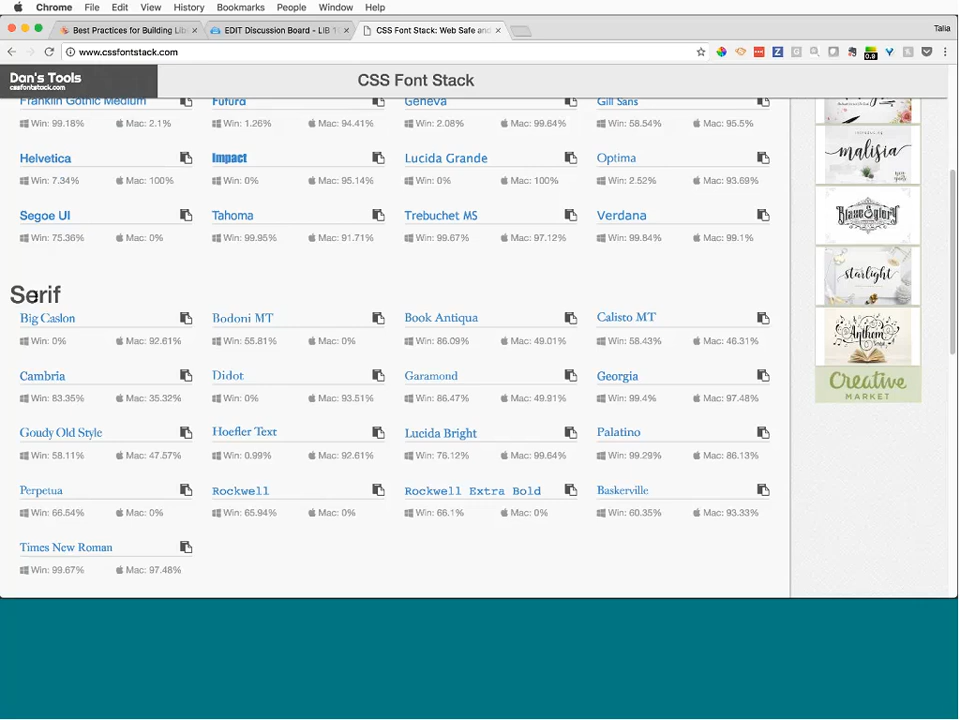 Chrome File Edit View History Bookmarks People Window Help
Best Practices for Building Lib × EDIT Discussion Board - LIB 1 × CSS Font Stack: Web Safe and × Talia
www.cssfontstack.com
Dan's Tools
cssfontstack.com
CSS Font Stack
Franklin Gothic Medium Futura Geneva Gill Sans
Win: 99.18% Mac: 2.1% Win: 1.26% Mac: 94.41% Win: 2.08% Mac: 99.64% Win: 58.54% Mac: 95.5%
Helvetica Impact Lucida Grande Optima
Win: 7.34% Mac: 100% Win: 0% Mac: 95.14% Win: 0% Mac: 100% Win: 2.52% Mac: 93.69%
Segoe UI Tahoma Trebuchet MS Verdana
Win: 75.36% Mac: 0% Win: 99.95% Mac: 91.71% Win: 99.67% Mac: 97.12% Win: 99.84% Mac: 99.1%
Serif
Big Caslon Bodoni MT Book Antiqua Calisto MT
Win: 0% Mac: 92.61% Win: 55.81% Mac: 0% Win: 86.09% Mac: 49.01% Win: 58.43% Mac: 46.31%
Cambria Didot Garamond Georgia
Win: 83.35% Mac: 35.32% Win: 0% Mac: 93.51% Win: 86.47% Mac: 49.91% Win: 99.4% Mac: 97.48%
Goudy Old Style Hoefler Text Lucida Bright Palatino
Win: 58.11% Mac: 47.57% Win: 0.99% Mac: 92.61% Win: 76.12% Mac: 99.64% Win: 99.29% Mac: 86.13%
Perpetua Rockwell Rockwell Extra Bold Baskerville
Win: 66.54% Mac: 0% Win: 65.94% Mac: 0% Win: 66.1% Mac: 0% Win: 60.35% Mac: 93.33%
Times New Roman
Win: 99.67% Mac: 97.48%
malisia
starlight
Anthem
Creative
MARKET